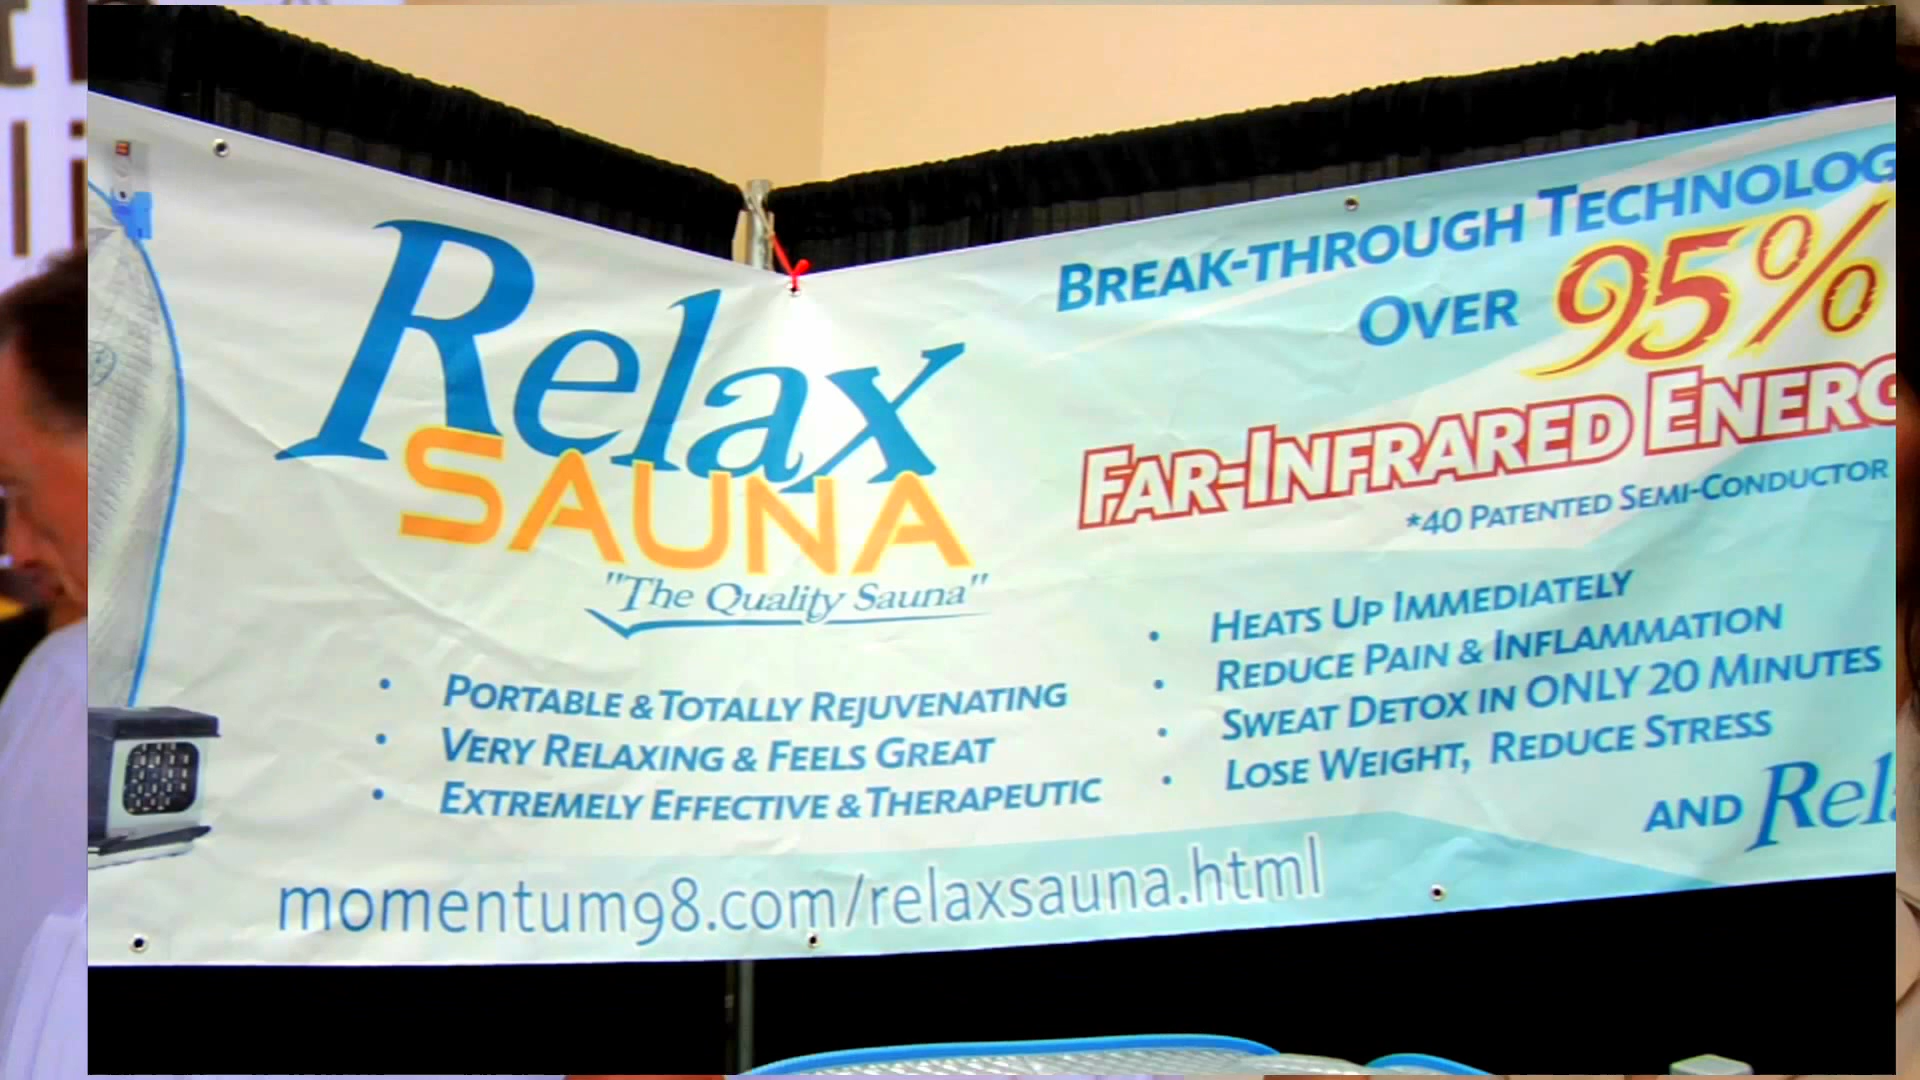 Relax
SAUNA
"The Quality Sauna"
• PORTABLE & TOTALLY REJUVENATING
• VERY RELAXING & FEELS GREAT
• EXTREMELY EFFECTIVE & THERAPEUTIC
momentum98.com/relaxsauna.html
BREAK-THROUGH TECHNOLOG
OVER 95%
FAR-INFRARED ENERG
*40 PATENTED SEMI-CONDUCTOR
• HEATS UP IMMEDIATELY
• REDUCE PAIN & INFLAMMATION
• SWEAT DETOX IN ONLY 20 MINUTES
• LOSE WEIGHT, REDUCE STRESS
AND Rel